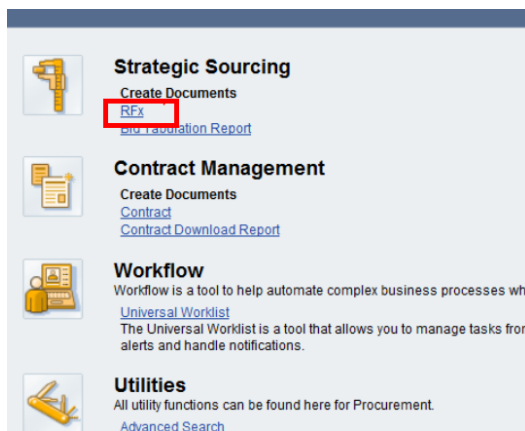 Strategic Sourcing
Create Documents
RFx
Bid Tabulation Report
Contract Management
Create Documents
Contract
Contract Download Report
Workflow
Workflow is a tool to help automate complex business processes wh
Universal Worklist
The Universal Worklist is a tool that allows you to manage tasks fror
alerts and handle notifications.
Utilities
All utility functions can be found here for Procurement.
Advanced Search